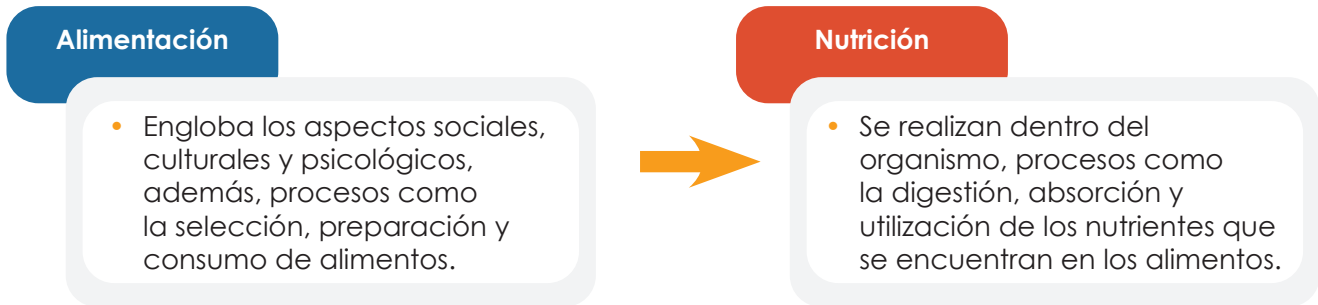 Alimentación
• Engloba los aspectos sociales,
culturales y psicológicos,
además, procesos como
la selección, preparación y
consumo de alimentos.
Nutrición
• Se realizan dentro del
organismo, procesos como
la digestión, absorción y
utilización de los nutrientes que
se encuentran en los alimentos.